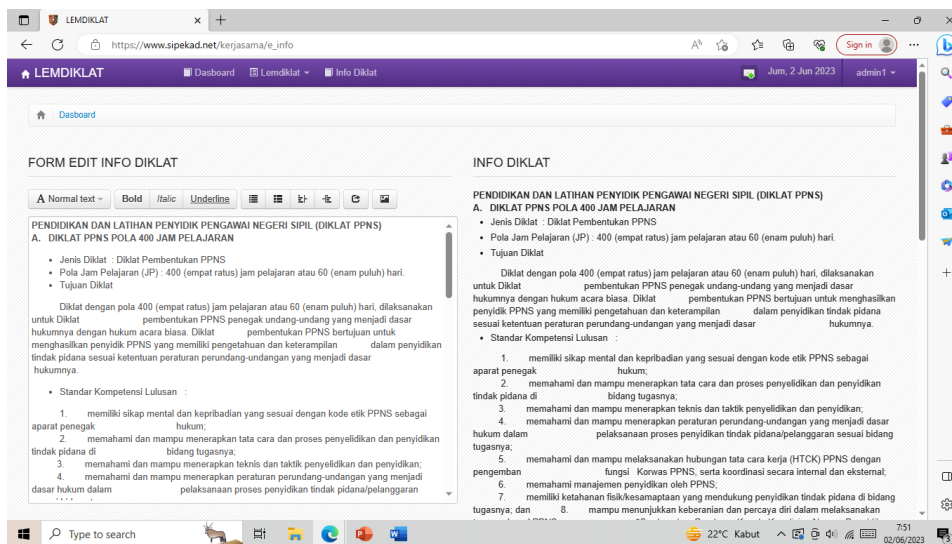 LEMDIKLAT
https://www.sipekad.net/kerjasama/e_info
Sign in
LEMDIKLAT
Dasboard
Lemdiklat
Info Diklat
Jum, 2 Jun 2023
admin1
Dasboard
FORM EDIT INFO DIKLAT
A Normal text
Bold
Italic
Underline
PENDIDIKAN DAN LATIHAN PENYIDIK PENGAWAI NEGERI SIPIL (DIKLAT PPNS)
A. DIKLAT PPNS POLA 400 JAM PELAJARAN
• Jenis Diklat : Diklat Pembentukan PPNS
• Pola Jam Pelajaran (JP) : 400 (empat ratus) jam pelajaran atau 60 (enam puluh) hari.
• Tujuan Diklat
Diklat dengan pola 400 (empat ratus) jam pelajaran atau 60 (enam puluh) hari, dilaksanakan
untuk Diklat pembentukan PPNS penegak undang-undang yang menjadi dasar
hukumnya dengan hukum acara biasa. Diklat pembentukan PPNS bertujuan untuk
menghasilkan penyidik PPNS yang memiliki pengetahuan dan keterampilan dalam penyidikan
tindak pidana sesuai ketentuan peraturan perundang-undangan yang menjadi dasar
hukumnya.
• Standar Kompetensi Lulusan :
1. memiliki sikap mental dan kepribadian yang sesuai dengan kode etik PPNS sebagai
aparat penegak hukum;
2. memahami dan mampu menerapkan tata cara dan proses penyelidikan dan penyidikan
tindak pidana di bidang tugasnya;
3. memahami dan mampu menerapkan teknis dan taktik penyelidikan dan penyidikan;
4. memahami dan mampu menerapkan peraturan perundang-undangan yang menjadi
dasar hukum dalam pelaksanaan proses penyidikan tindak pidana/pelanggaran
INFO DIKLAT
PENDIDIKAN DAN LATIHAN PENYIDIK PENGAWAI NEGERI SIPIL (DIKLAT PPNS)
A. DIKLAT PPNS POLA 400 JAM PELAJARAN
• Jenis Diklat : Diklat Pembentukan PPNS
• Pola Jam Pelajaran (JP) : 400 (empat ratus) jam pelajaran atau 60 (enam puluh) hari.
• Tujuan Diklat
Diklat dengan pola 400 (empat ratus) jam pelajaran atau 60 (enam puluh) hari, dilaksanakan
untuk Diklat pembentukan PPNS penegak undang-undang yang menjadi dasar
hukumnya dengan hukum acara biasa. Diklat pembentukan PPNS bertujuan untuk menghasilkan
penyidik PPNS yang memiliki pengetahuan dan keterampilan dalam penyidikan tindak pidana
sesuai ketentuan peraturan perundang-undangan yang menjadi dasar hukumnya.
• Standar Kompetensi Lulusan :
1. memiliki sikap mental dan kepribadian yang sesuai dengan kode etik PPNS sebagai
aparat penegak hukum;
2. memahami dan mampu menerapkan tata cara dan proses penyelidikan dan penyidikan
tindak pidana di bidang tugasnya;
3. memahami dan mampu menerapkan teknis dan taktik penyelidikan dan penyidikan;
4. memahami dan mampu menerapkan peraturan perundang-undangan yang menjadi dasar
hukum dalam pelaksanaan proses penyidikan tindak pidana/pelanggaran sesuai bidang
tugasnya;
5. memahami dan mampu melaksanakan hubungan tata cara kerja (HTCK) PPNS dengan
pengemban fungsi Korwas PPNS, serta koordinasi secara internal dan eksternal;
6. memahami manajemen penyidikan oleh PPNS;
7. memiliki ketahanan fisik/kesamaptaan yang mendukung penyidikan tindak pidana di bidang
tugasnya; dan 8. mampu menunjukkan keberanian dan percaya diri dalam melaksanakan
Type to search
22°C Kabut
7:51
02/06/2023